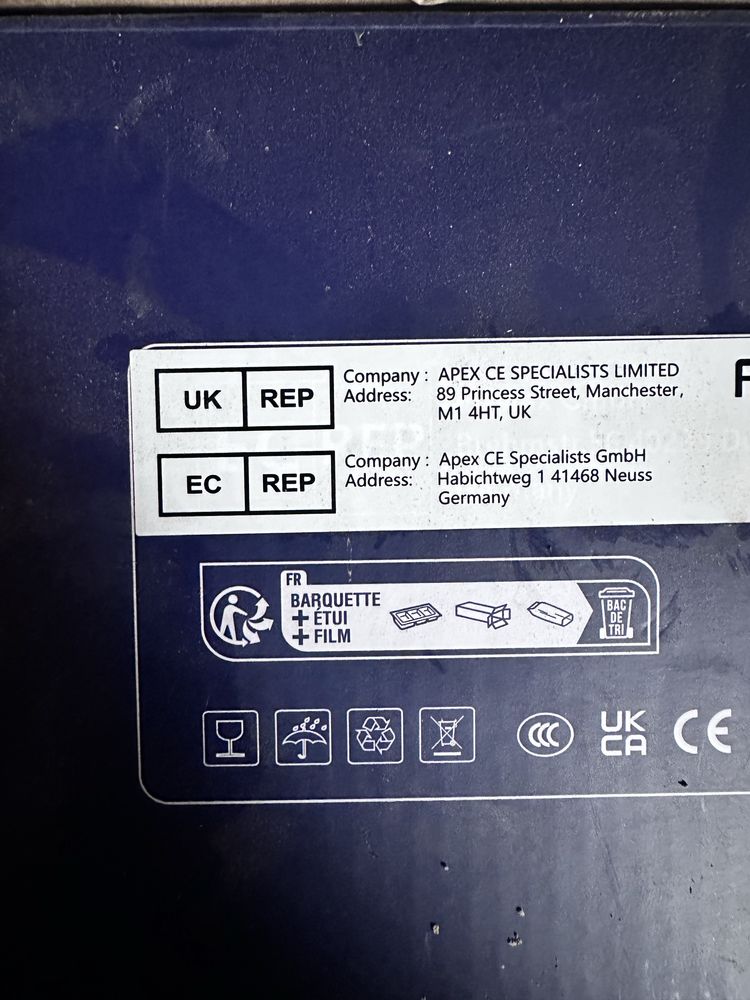 UK REP
Company : APEX CE SPECIALISTS LIMITED
Address: 89 Princess Street, Manchester,
M1 4HT, UK
EC REP
Company : Apex CE Specialists GmbH
Address: Habichtweg 1 41468 Neuss
Germany
FR
BARQUETTE
+ ÉTUI
+ FILM
BAC
DE
TRI
CCC
UK
CA
CE